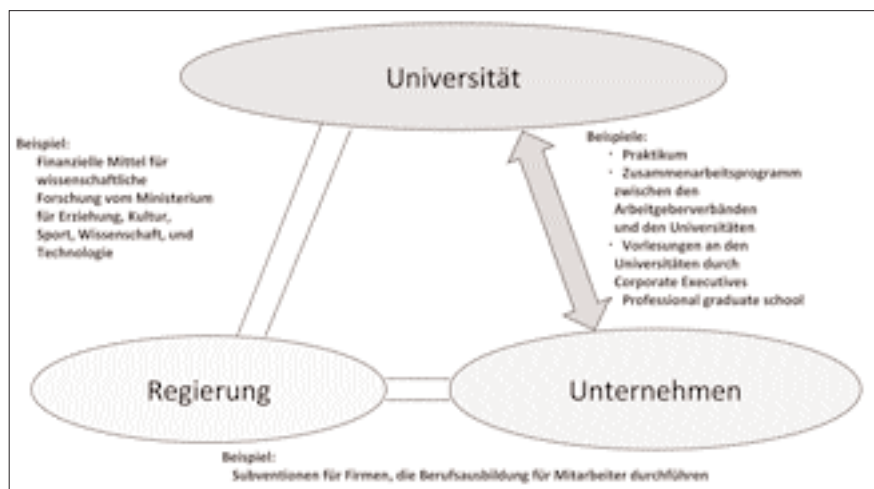 Universität
Beispiel:
Finanzielle Mittel für
wissenschaftliche
Forschung vom Ministerium
für Erziehung, Kultur,
Sport, Wissenschaft, und
Technologie
Beispiele:
・ Praktikum
・ Zusammenarbeitsprogramm
zwischen den
Arbeitgeberverbänden
und den Universitäten
・ Vorlesungen an den
Universitäten durch
Corporate Executives
・ Professional graduate school
Regierung
Unternehmen
Beispiel:
Subventionen für Firmen, die Berufsausbildung für Mitarbeiter durchführen